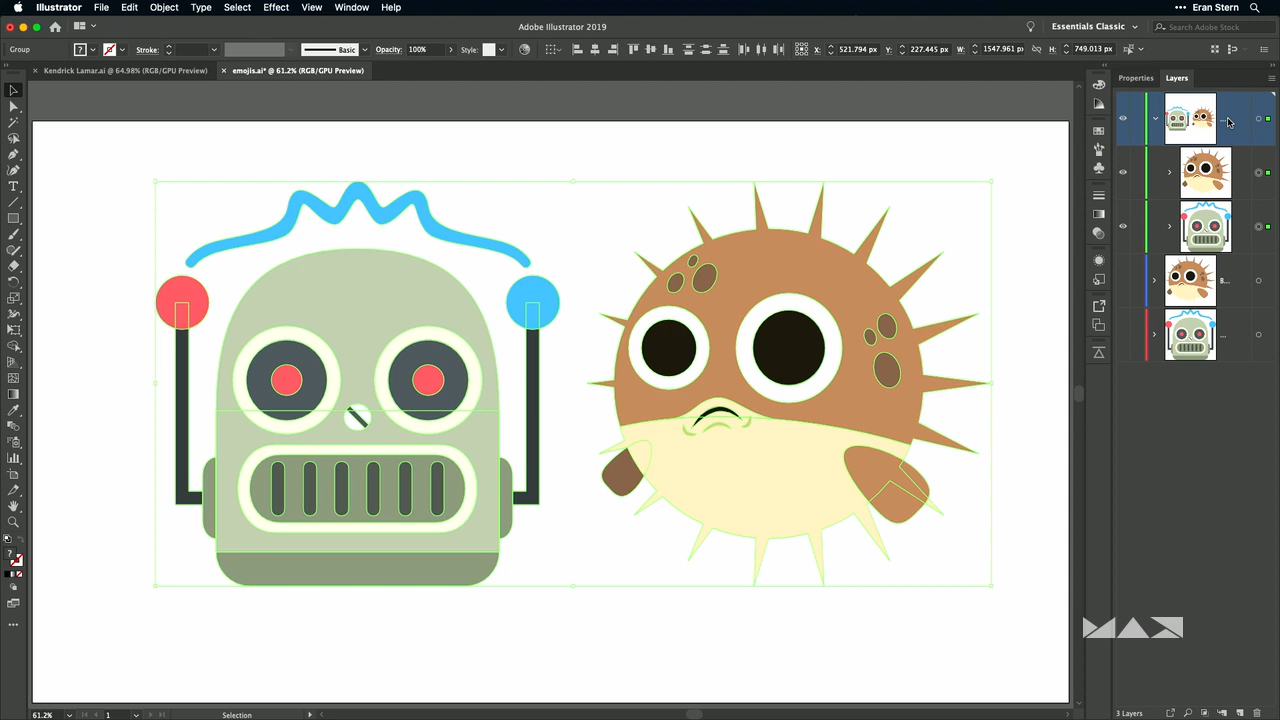 Illustrator File Edit Object Type Select Effect View Window Help Eran Stern
Adobe Illustrator 2019 Essentials Classic Search Adobe Stock
Group ? Stroke: Basic Opacity: 100% Style: X: 521.794 px Y: 227.445 px W: 1547.961 px H: 749.013 px
× Kendrick Lamar.ai @ 64.98% (RGB/GPU Preview) × emojis.ai* @ 61.2% (RGB/GPU Preview)
Properties Layers
...
B...
...
?
MAX
61.2% 1 Selection 3 Layers